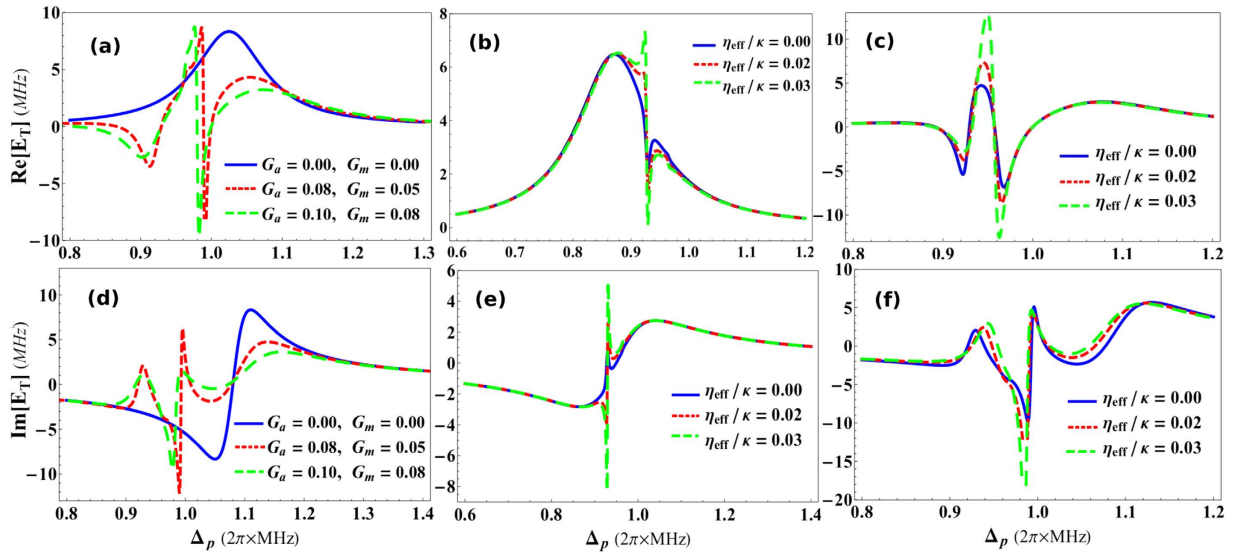 (a)
Re[E_T] (MHz)
10
5
0
−5
−10
G_a = 0.00, G_m = 0.00
G_a = 0.08, G_m = 0.05
G_a = 0.10, G_m = 0.08
0.8 0.9 1.0 1.1 1.2 1.3
(b)
8
6
4
2
0
η_eff/κ = 0.00
η_eff/κ = 0.02
η_eff/κ = 0.03
0.6 0.7 0.8 0.9 1.0 1.1 1.2
(c)
10
5
0
−5
−10
η_eff/κ = 0.00
η_eff/κ = 0.02
η_eff/κ = 0.03
0.8 0.9 1.0 1.1 1.2
(d)
Im[E_T] (MHz)
10
5
0
−5
−10
G_a = 0.00, G_m = 0.00
G_a = 0.08, G_m = 0.05
G_a = 0.10, G_m = 0.08
0.8 0.9 1.0 1.1 1.2 1.3 1.4
Δ_p (2π×MHz)
(e)
6
4
2
0
−2
−4
−6
−8
η_eff/κ = 0.00
η_eff/κ = 0.02
η_eff/κ = 0.03
0.6 0.8 1.0 1.2 1.4
Δ_p (2π×MHz)
(f)
10
5
0
−5
−10
−15
−20
η_eff/κ = 0.00
η_eff/κ = 0.02
η_eff/κ = 0.03
0.8 0.9 1.0 1.1 1.2
Δ_p (2π×MHz)